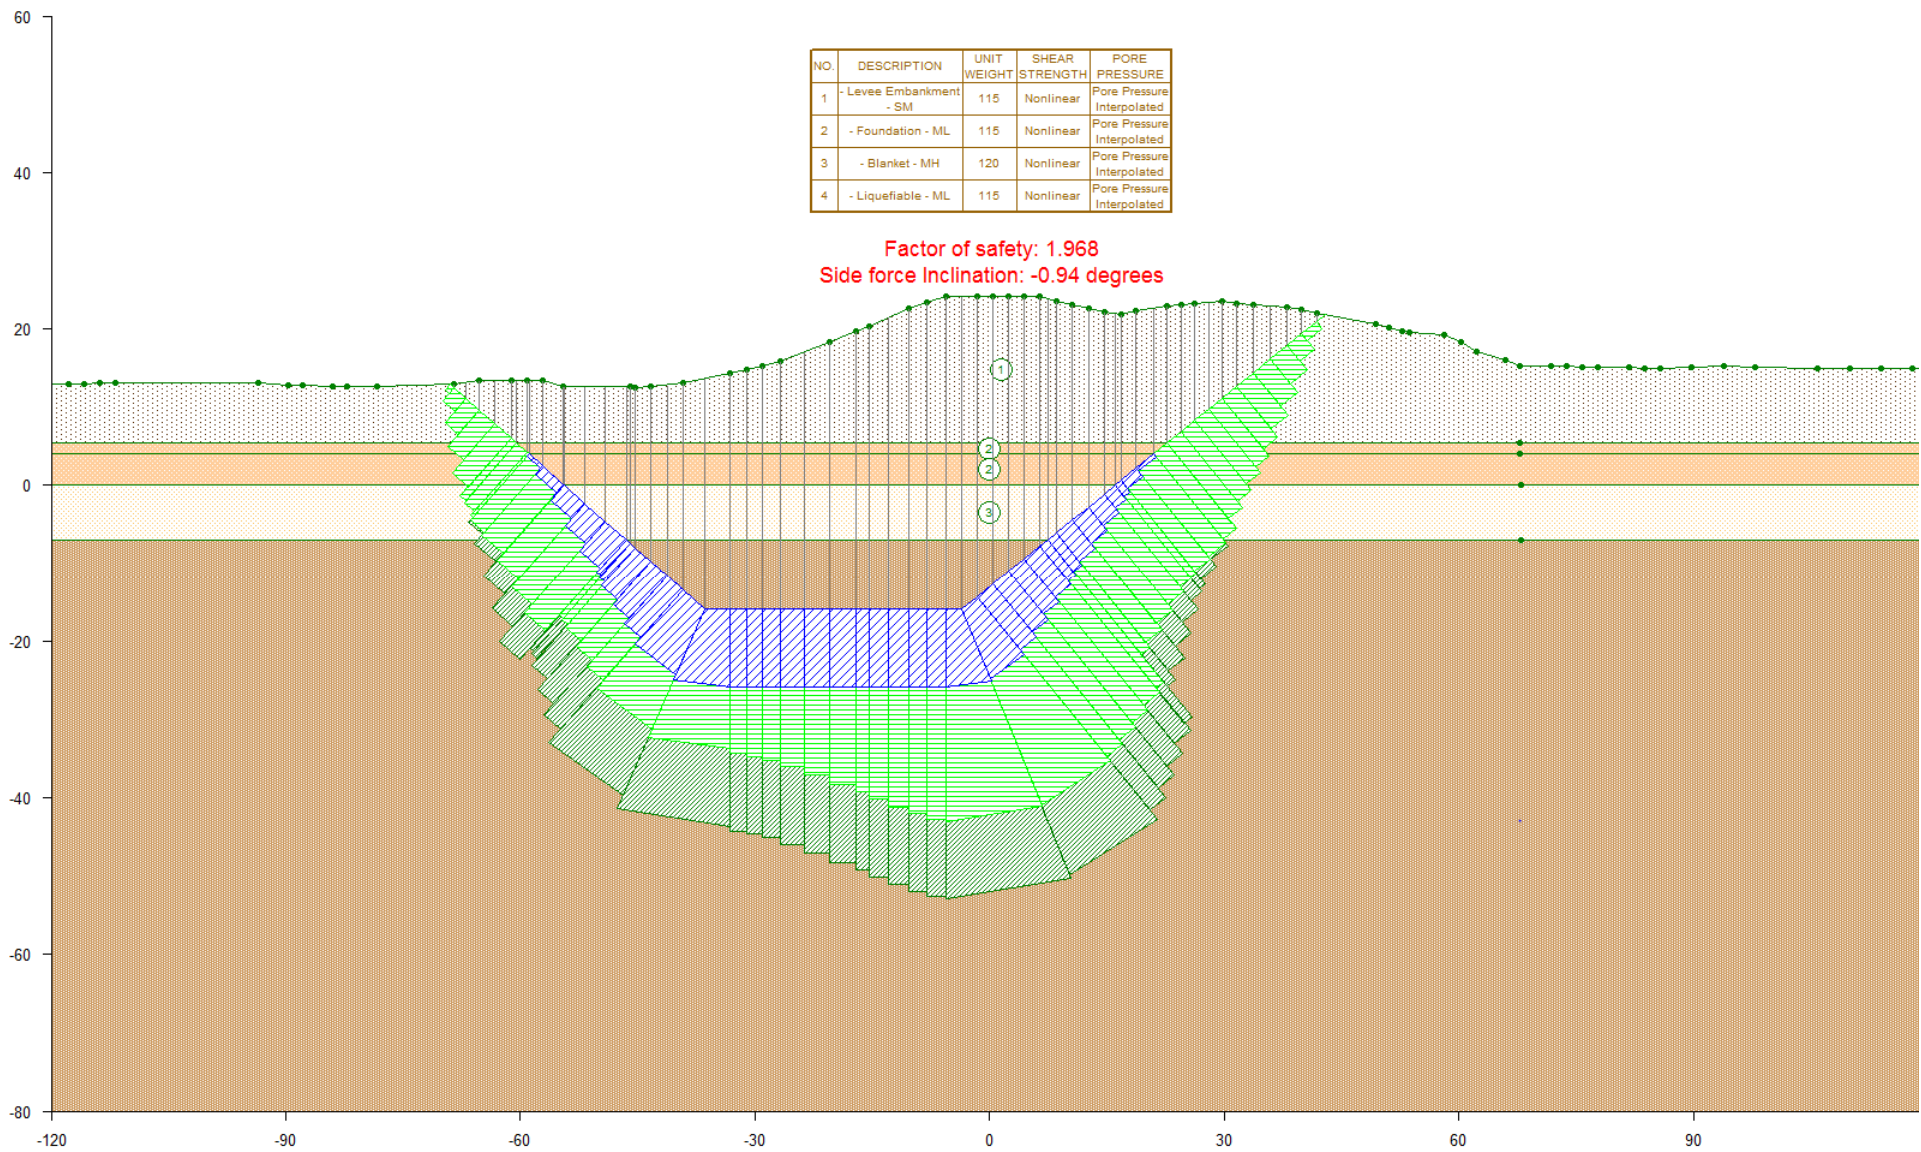 60
NO. DESCRIPTION UNIT WEIGHT SHEAR STRENGTH PORE PRESSURE
1 - Levee Embankment - SM 115 Nonlinear Pore Pressure Interpolated
2 - Foundation - ML 115 Nonlinear Pore Pressure Interpolated
3 - Blanket - MH 120 Nonlinear Pore Pressure Interpolated
4 - Liquefiable - ML 115 Nonlinear Pore Pressure Interpolated
40
Factor of safety: 1.968
Side force Inclination: -0.94 degrees
20
1
2
2
0
3
-20
-40
-60
-80
-120 -90 -60 -30 0 30 60 90